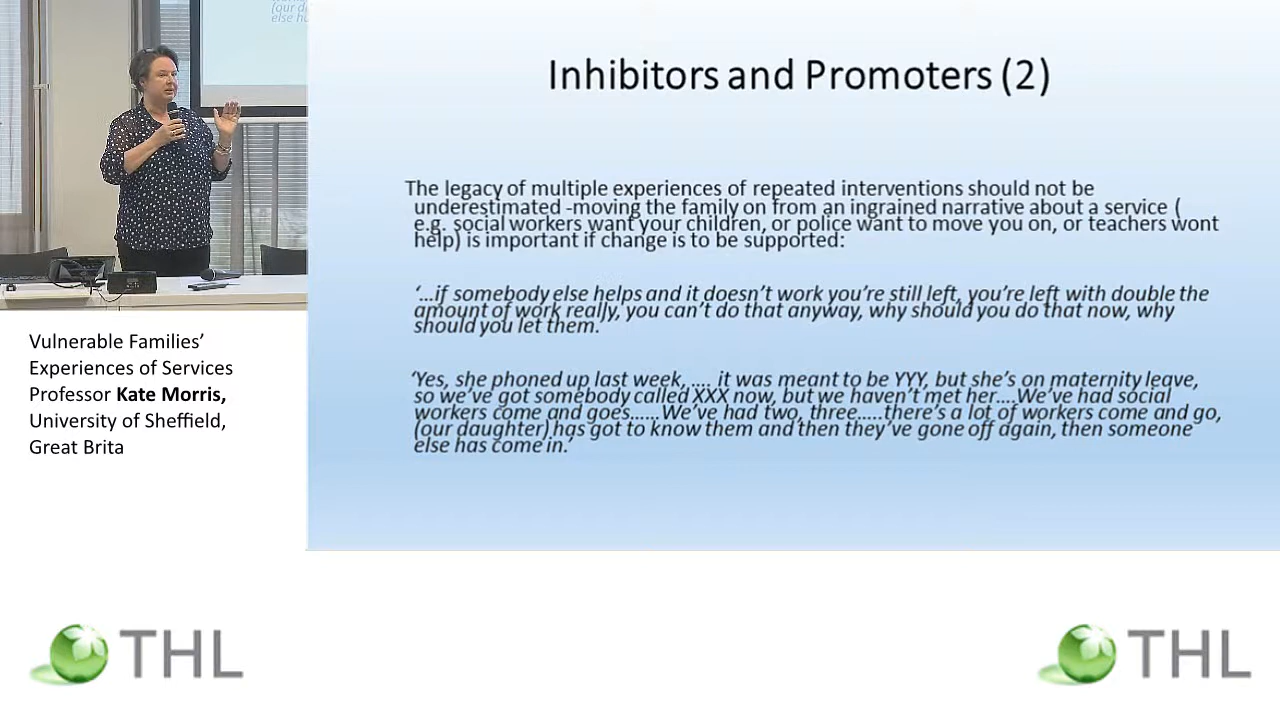 (our d
else ha
Inhibitors and Promoters (2)
The legacy of multiple experiences of repeated interventions should not be
underestimated -moving the family on from an ingrained narrative about a service (
e.g. social workers want your children, or police want to move you on, or teachers wont
help) is important if change is to be supported:
‘…if somebody else helps and it doesn’t work you’re still left, you’re left with double the
amount of work really, you can’t do that anyway, why should you do that now, why
should you let them.’
‘Yes, she phoned up last week, …. it was meant to be YYY, but she’s on maternity leave,
so we’ve got somebody called XXX now, but we haven’t met her….We’ve had social
workers come and goes……We’ve had two, three…..there’s a lot of workers come and go,
(our daughter) has got to know them and then they’ve gone off again, then someone
else has come in.’
Vulnerable Families’
Experiences of Services
Professor Kate Morris,
University of Sheffield,
Great Brita
THL
THL